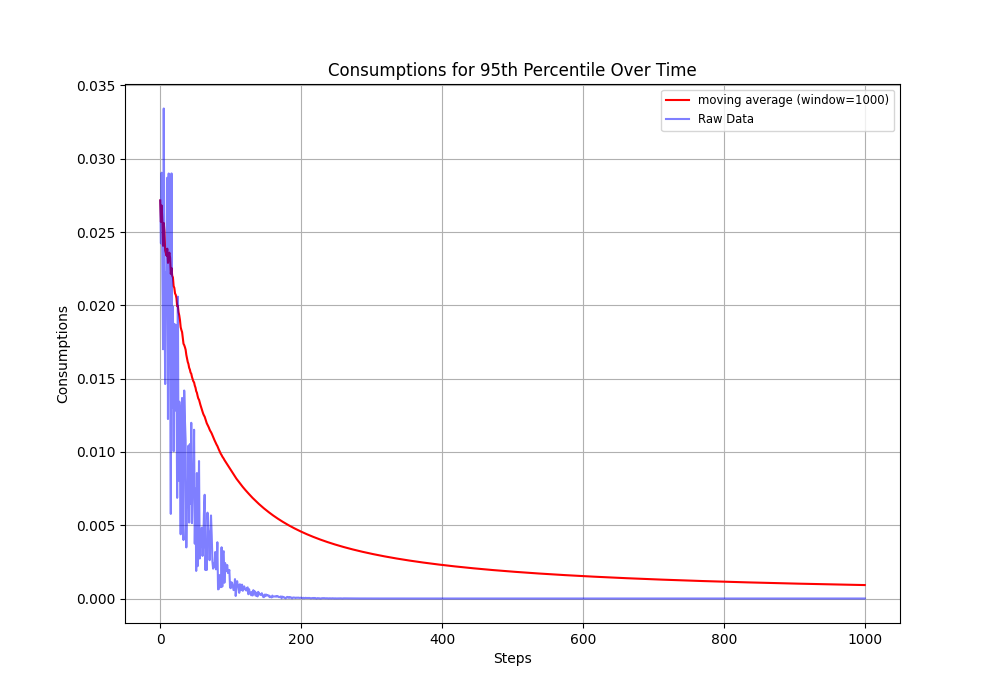 Consumptions for 95th Percentile Over Time
moving average (window=1000)
Raw Data
Consumptions
0.035
0.030
0.025
0.020
0.015
0.010
0.005
0.000
0
200
400
600
800
1000
Steps